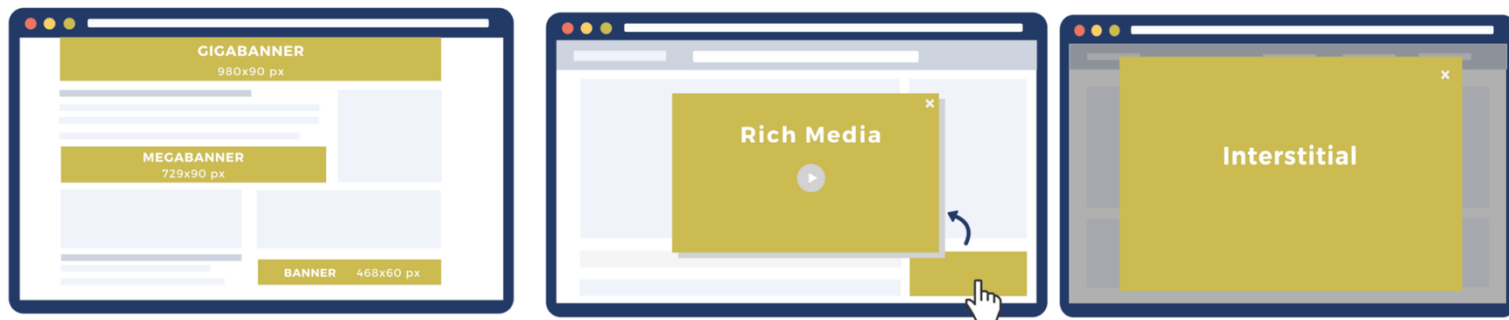 GIGABANNER
980x90 px
MEGABANNER
729x90 px
BANNER 468x60 px
Rich Media
Interstitial